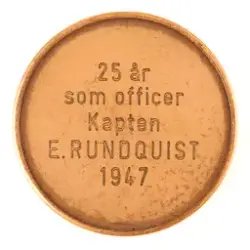 25 år
som officer
Kapten
E.RUNDQUIST
1947